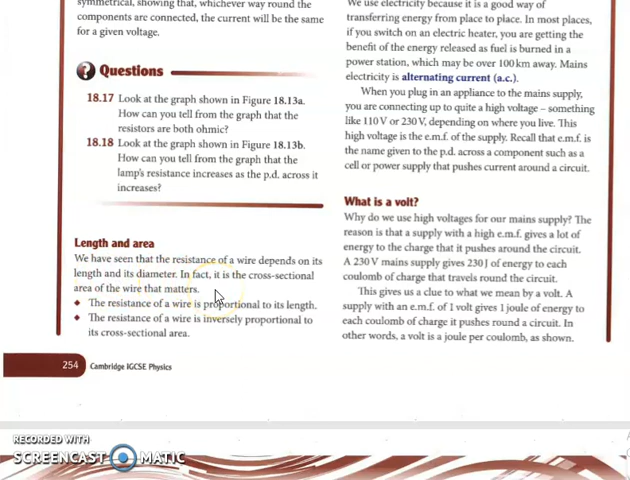 symmetrical, showing that, whichever way round the
components are connected, the current will be the same
for a given voltage.
? Questions
18.17 Look at the graph shown in Figure 18.13a.
How can you tell from the graph that the
resistors are both ohmic?
18.18 Look at the graph shown in Figure 18.13b.
How can you tell from the graph that the
lamp's resistance increases as the p.d. across it
increases?
Length and area
We have seen that the resistance of a wire depends on its
length and its diameter. In fact, it is the cross-sectional
area of the wire that matters.
◆ The resistance of a wire is proportional to its length.
◆ The resistance of a wire is inversely proportional to
its cross-sectional area.
254 Cambridge IGCSE Physics
We use electricity because it is a good way of
transferring energy from place to place. In most places,
if you switch on an electric heater, you are getting the
benefit of the energy released as fuel is burned in a
power station, which may be over 100 km away. Mains
electricity is alternating current (a.c.).
When you plug in an appliance to the mains supply,
you are connecting up to quite a high voltage – something
like 110 V or 230 V, depending on where you live. This
high voltage is the e.m.f. of the supply. Recall that e.m.f. is
the name given to the p.d. across a component such as a
cell or power supply that pushes current around a circuit.
What is a volt?
Why do we use high voltages for our mains supply? The
reason is that a supply with a high e.m.f. gives a lot of
energy to the charge that it pushes around the circuit.
A 230 V mains supply gives 230 J of energy to each
coulomb of charge that travels round the circuit.
This gives us a clue to what we mean by a volt. A
supply with an e.m.f. of 1 volt gives 1 joule of energy to
each coulomb of charge it pushes round a circuit. In
other words, a volt is a joule per coulomb, as shown.
RECORDED WITH
SCREENCAST MATIC